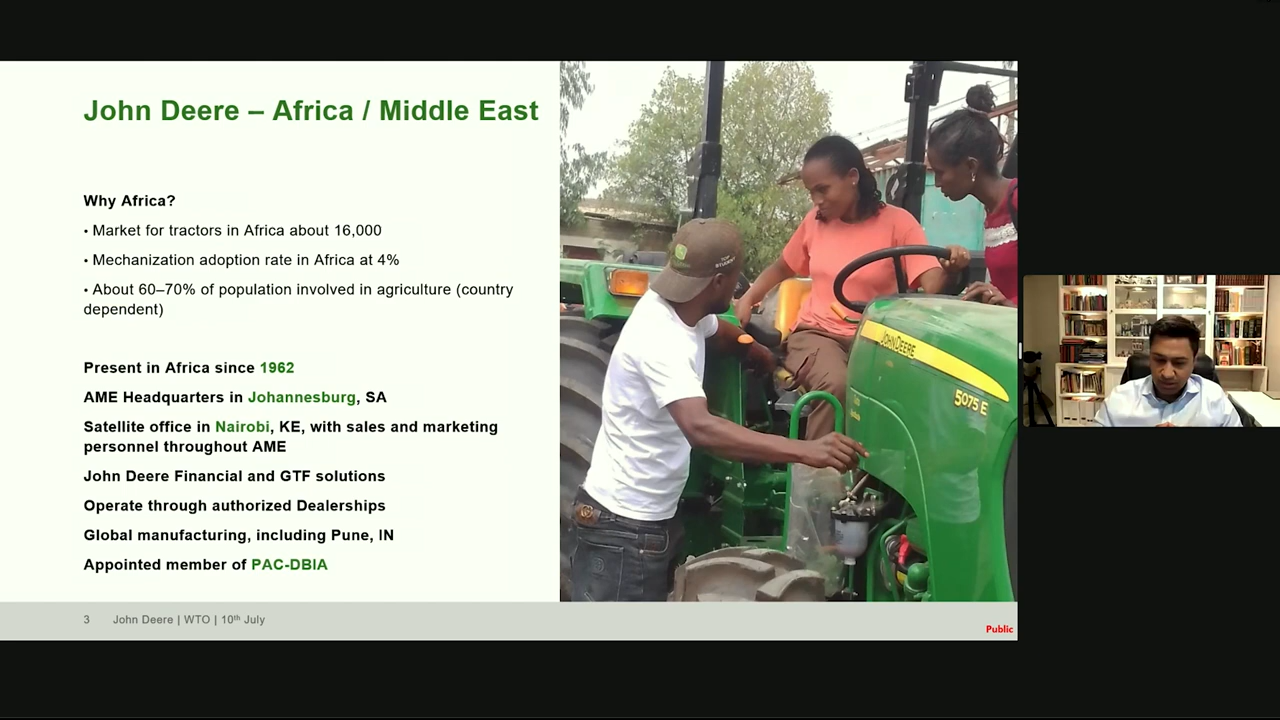 John Deere – Africa / Middle East
Why Africa?
• Market for tractors in Africa about 16,000
• Mechanization adoption rate in Africa at 4%
• About 60–70% of population involved in agriculture (country
dependent)
Present in Africa since 1962
AME Headquarters in Johannesburg, SA
Satellite office in Nairobi, KE, with sales and marketing
personnel throughout AME
John Deere Financial and GTF solutions
Operate through authorized Dealerships
Global manufacturing, including Pune, IN
Appointed member of PAC-DBIA
TOP
STUDENT
JOHN DEERE
5075 E
3 John Deere | WTO | 10th July
Public